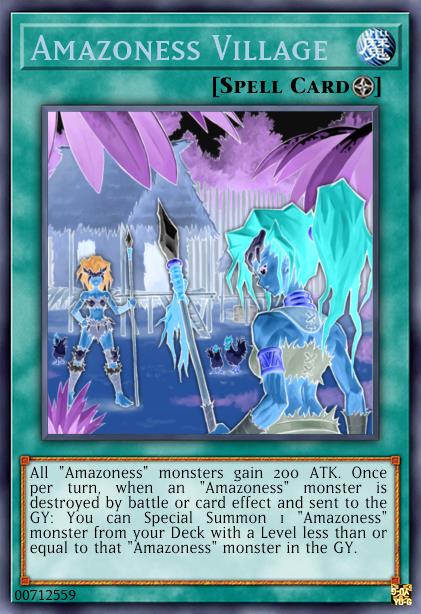 AMAZONESS VILLAGE
魔
[SPELL CARD]
All "Amazoness" monsters gain 200 ATK. Once
per turn, when an "Amazoness" monster is
destroyed by battle or card effect and sent to the
GY: You can Special Summon 1 "Amazoness"
monster from your Deck with a Level less than or
equal to that "Amazoness" monster in the GY.
00712559